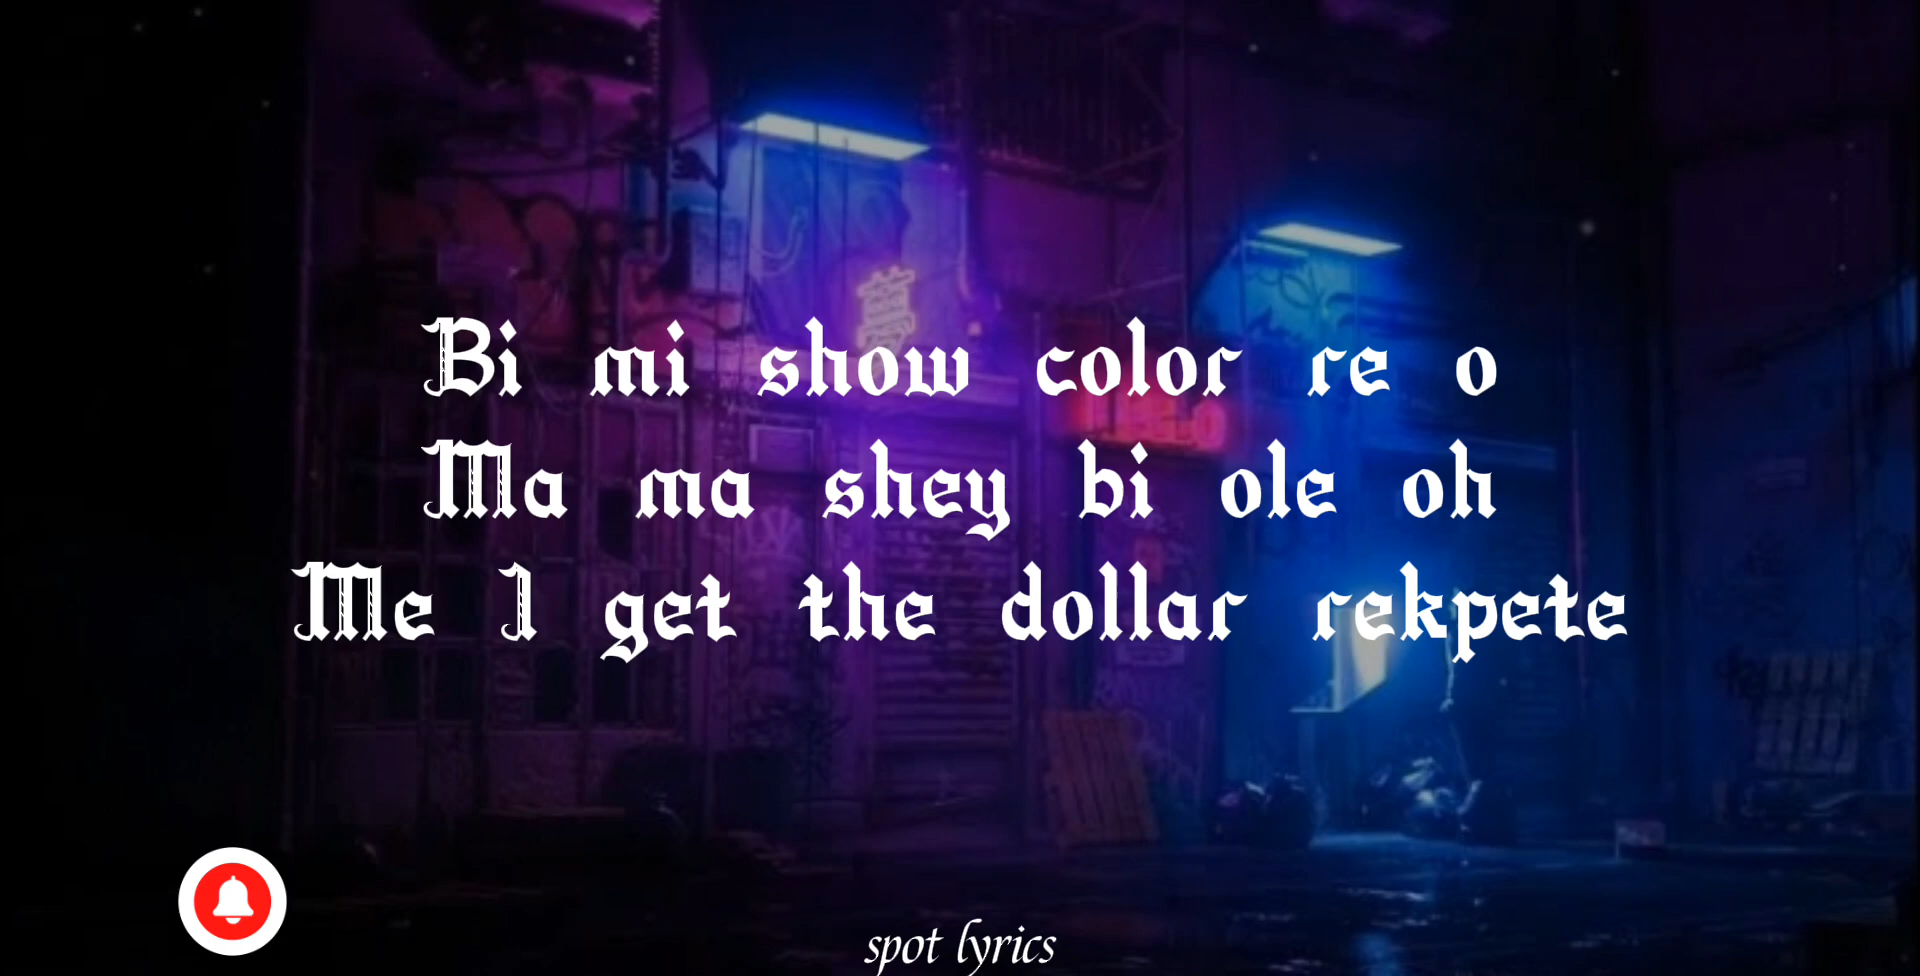 Bi mi show color re o
Ma ma shey bi ole oh
Me I get the dollar rekpete
spot lyrics